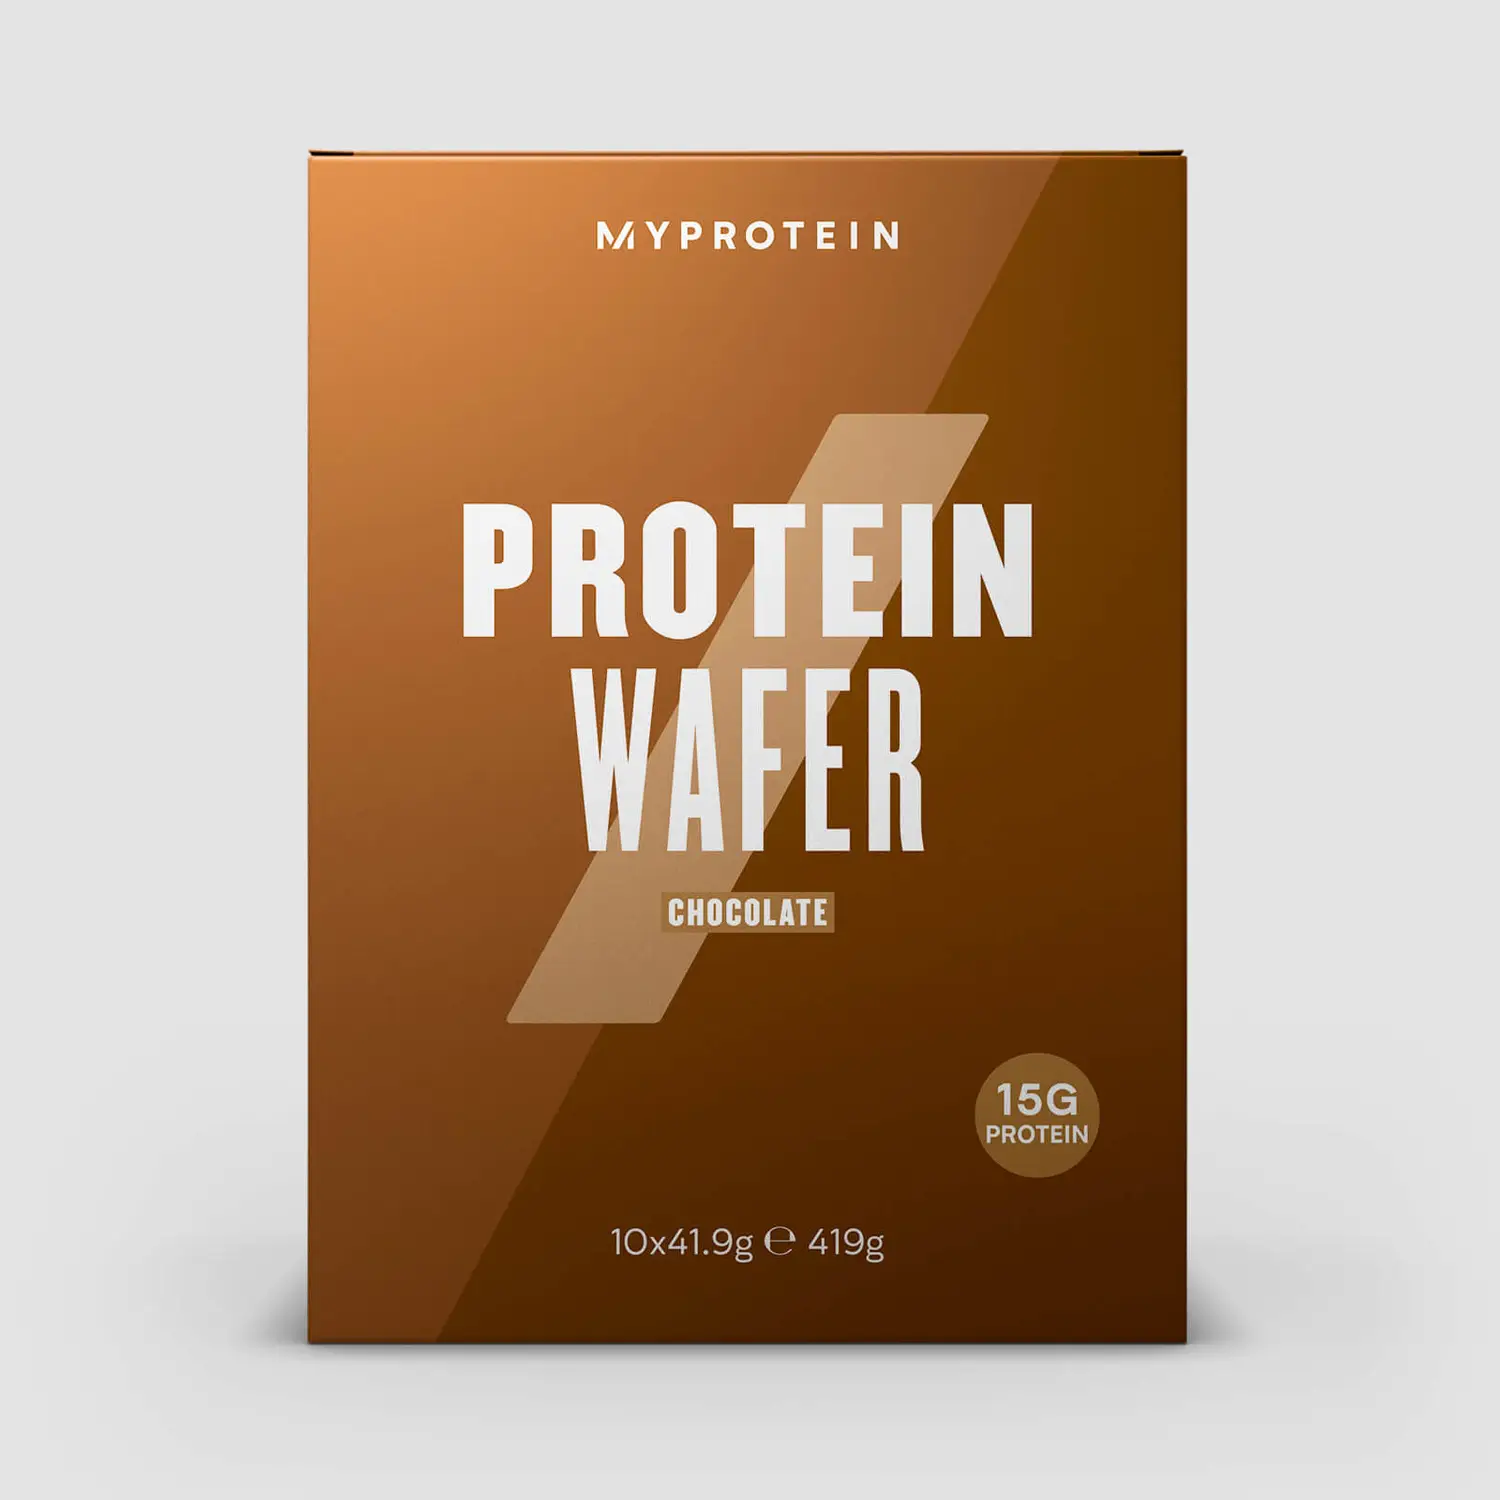 MYPROTEIN
PROTEIN
WAFER
CHOCOLATE
15G
PROTEIN
10x41.9g ℮ 419g